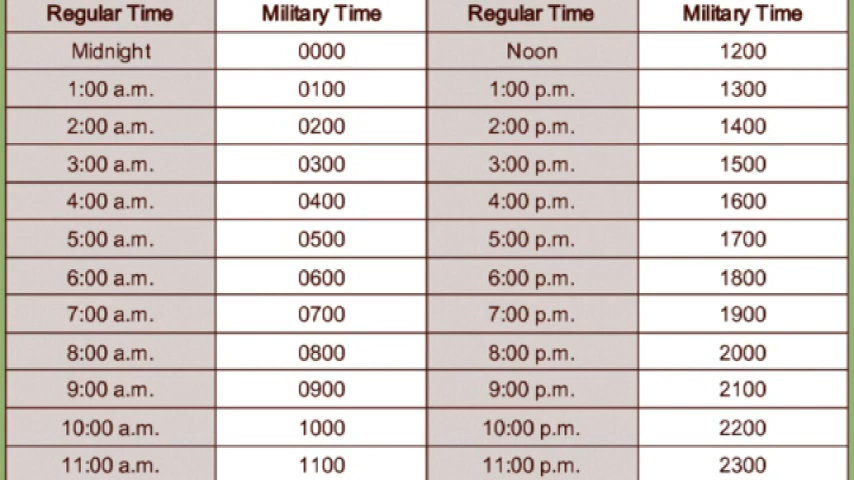 Regular Time Military Time Regular Time Military Time
Midnight 0000 Noon 1200
1:00 a.m. 0100 1:00 p.m. 1300
2:00 a.m. 0200 2:00 p.m. 1400
3:00 a.m. 0300 3:00 p.m. 1500
4:00 a.m. 0400 4:00 p.m. 1600
5:00 a.m. 0500 5:00 p.m. 1700
6:00 a.m. 0600 6:00 p.m. 1800
7:00 a.m. 0700 7:00 p.m. 1900
8:00 a.m. 0800 8:00 p.m. 2000
9:00 a.m. 0900 9:00 p.m. 2100
10:00 a.m. 1000 10:00 p.m. 2200
11:00 a.m. 1100 11:00 p.m. 2300